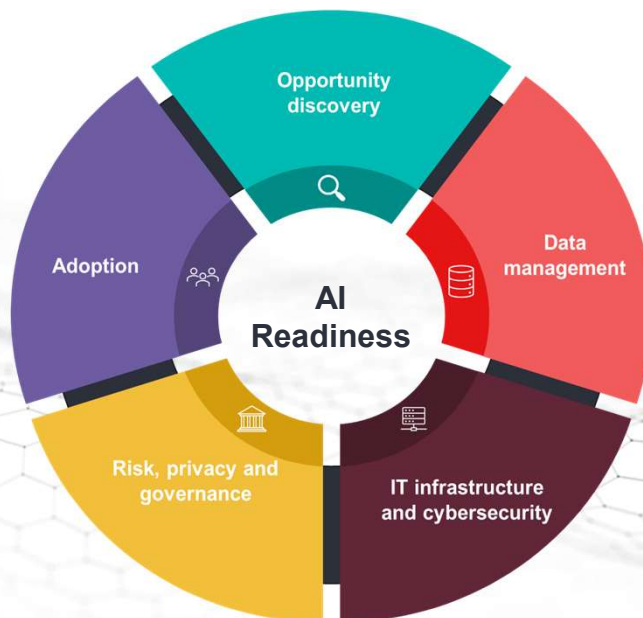 Opportunity
discovery
Data
management
IT infrastructure
and cybersecurity
Risk, privacy and
governance
Adoption
AI
Readiness